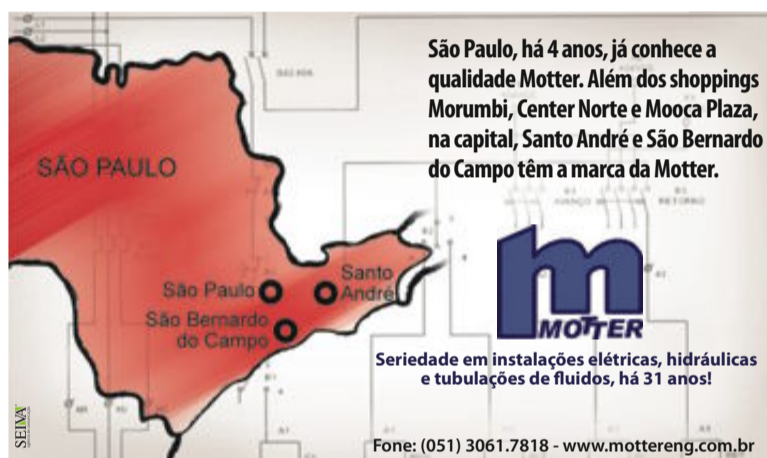 São Paulo, há 4 anos, já conhece a
qualidade Motter. Além dos shoppings
Morumbi, Center Norte e Mooca Plaza,
na capital, Santo André e São Bernardo
do Campo têm a marca da Motter.
SÃO PAULO
AVANÇO
RETORNO
São Paulo
Santo
André
São Bernardo
do Campo
m
MOTTER
Seriedade em instalações elétricas, hidráulicas
e tubulações de fluidos, há 31 anos!
SEIVA
Fone: (051) 3061.7818 - www.mottereng.com.br